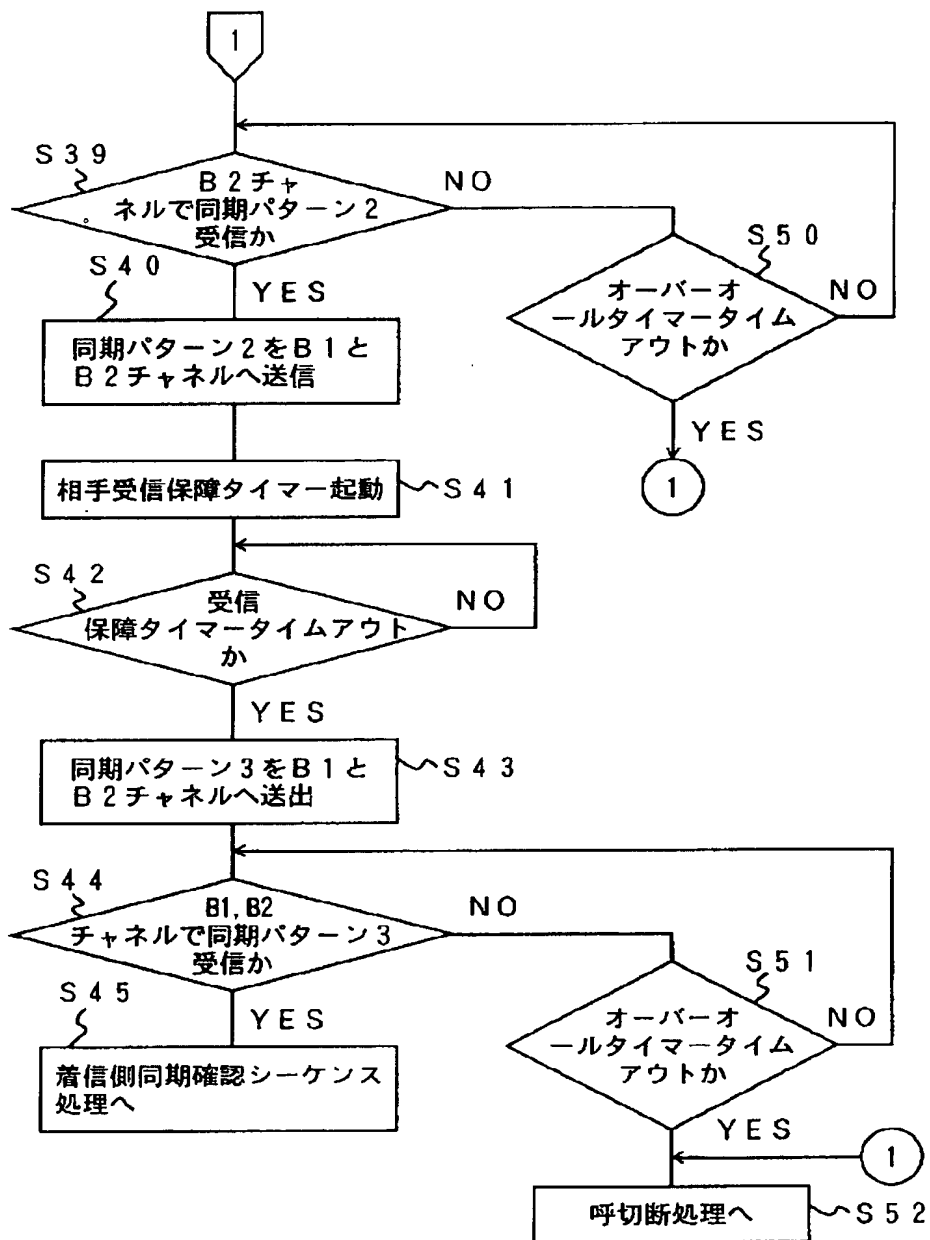 1
S39
B2チャ
ネルで同期パターン2
受信か
NO
YES
S50
オーバーオ
ールタイマータイム
アウトか
NO
YES
1
S40
同期パターン2をB1と
B2チャネルへ送信
相手受信保障タイマー起動
S41
S42
受信
保障タイマータイムアウト
か
NO
YES
同期パターン3をB1と
B2チャネルへ送出
S43
S44
B1,B2
チャネルで同期パターン3
受信か
NO
YES
S45
着信側同期確認シーケンス
処理へ
S51
オーバーオ
ールタイマータイム
アウトか
NO
YES
1
呼切断処理へ
S52